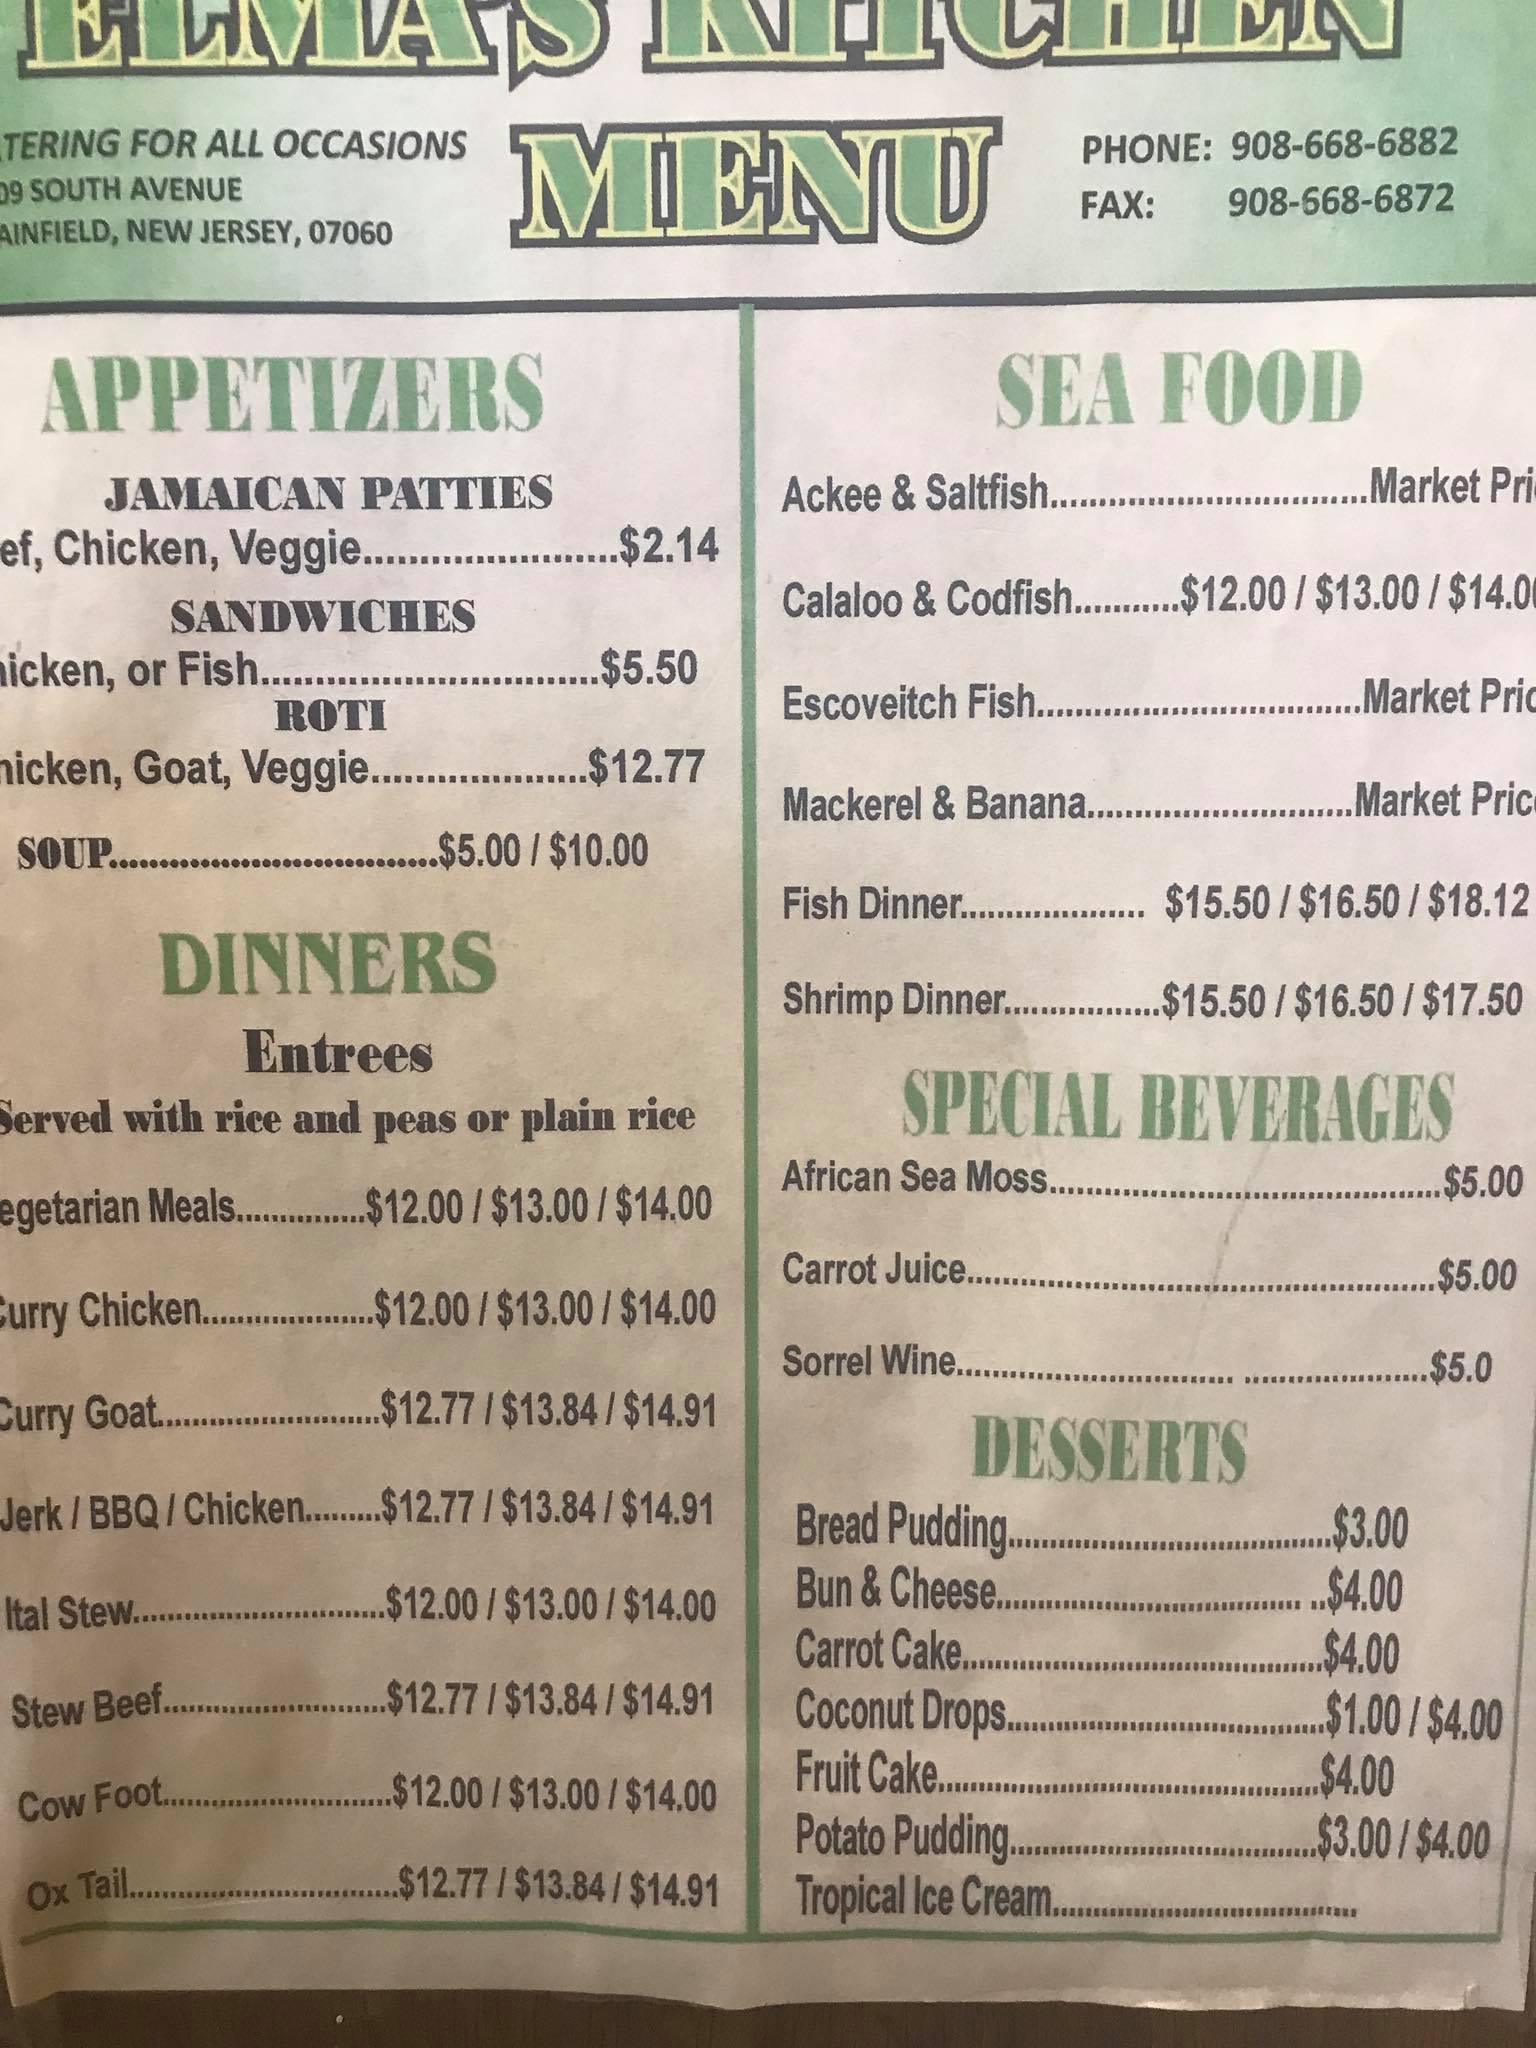 ELMA'S KITCHEN
MENU
TERING FOR ALL OCCASIONS
09 SOUTH AVENUE
AINFIELD, NEW JERSEY, 07060
PHONE: 908-668-6882
FAX: 908-668-6872
APPETIZERS
JAMAICAN PATTIES
ef, Chicken, Veggie.......................$2.14
SANDWICHES
hicken, or Fish..............................$5.50
ROTI
hicken, Goat, Veggie...................$12.77
SOUP................................$5.00 / $10.00
DINNERS
Entrees
Served with rice and peas or plain rice
egetarian Meals..............$12.00 / $13.00 / $14.00
Curry Chicken...................$12.00 / $13.00 / $14.00
Curry Goat........................$12.77 / $13.84 / $14.91
Jerk / BBQ / Chicken.........$12.77 / $13.84 / $14.91
Ital Stew............................$12.00 / $13.00 / $14.00
Stew Beef.........................$12.77 / $13.84 / $14.91
Cow Foot..........................$12.00 / $13.00 / $14.00
Ox Tail..............................$12.77 / $13.84 / $14.91
SEA FOOD
Ackee & Saltfish...................................Market Pri
Calaloo & Codfish............$12.00 / $13.00 / $14.00
Escoveitch Fish....................................Market Pric
Mackerel & Banana.............................Market Price
Fish Dinner.................... $15.50 / $16.50 / $18.12
Shrimp Dinner.................$15.50 / $16.50 / $17.50
SPECIAL BEVERAGES
African Sea Moss...........................................$5.00
Carrot Juice....................................................$5.00
Sorrel Wine............................... ....................$5.0
DESSERTS
Bread Pudding.....................................$3.00
Bun & Cheese................................... ..$4.00
Carrot Cake.........................................$4.00
Coconut Drops....................................$1.00 / $4.00
Fruit Cake............................................$4.00
Potato Pudding...................................$3.00 / $4.00
Tropical Ice Cream...................................